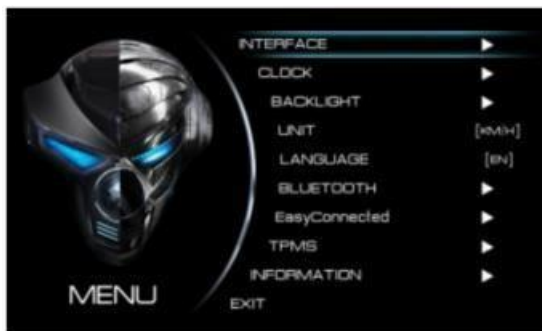 INTERFACE
CLOCK
BACKLIGHT
UNIT [KM/H]
LANGUAGE [EN]
BLUETOOTH
EasyConnected
TPMS
INFORMATION
EXIT
MENU